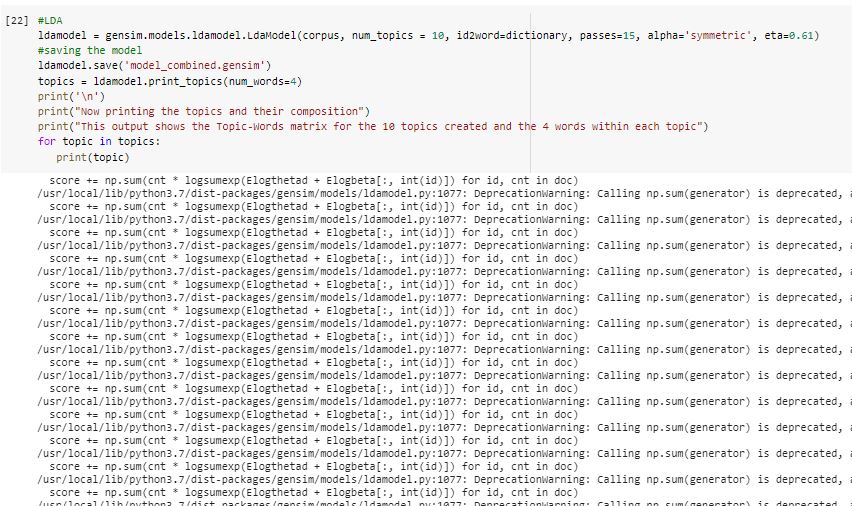 [22] #LDA
ldamodel = gensim.models.ldamodel.LdaModel(corpus, num_topics = 10, id2word=dictionary, passes=15, alpha='symmetric', eta=0.61)
#saving the model
ldamodel.save('model_combined.gensim')
topics = ldamodel.print_topics(num_words=4)
print('\n')
print("Now printing the topics and their composition")
print("This output shows the Topic-Words matrix for the 10 topics created and the 4 words within each topic")
for topic in topics:
print(topic)
score += np.sum(cnt * logsumexp(Elogthetad + Elogbeta[:, int(id)]) for id, cnt in doc)
/usr/local/lib/python3.7/dist-packages/gensim/models/ldamodel.py:1077: DeprecationWarning: Calling np.sum(generator) is deprecated, a
score += np.sum(cnt * logsumexp(Elogthetad + Elogbeta[:, int(id)]) for id, cnt in doc)
/usr/local/lib/python3.7/dist-packages/gensim/models/ldamodel.py:1077: DeprecationWarning: Calling np.sum(generator) is deprecated, a
score += np.sum(cnt * logsumexp(Elogthetad + Elogbeta[:, int(id)]) for id, cnt in doc)
/usr/local/lib/python3.7/dist-packages/gensim/models/ldamodel.py:1077: DeprecationWarning: Calling np.sum(generator) is deprecated, a
score += np.sum(cnt * logsumexp(Elogthetad + Elogbeta[:, int(id)]) for id, cnt in doc)
/usr/local/lib/python3.7/dist-packages/gensim/models/ldamodel.py:1077: DeprecationWarning: Calling np.sum(generator) is deprecated, a
score += np.sum(cnt * logsumexp(Elogthetad + Elogbeta[:, int(id)]) for id, cnt in doc)
/usr/local/lib/python3.7/dist-packages/gensim/models/ldamodel.py:1077: DeprecationWarning: Calling np.sum(generator) is deprecated, a
score += np.sum(cnt * logsumexp(Elogthetad + Elogbeta[:, int(id)]) for id, cnt in doc)
/usr/local/lib/python3.7/dist-packages/gensim/models/ldamodel.py:1077: DeprecationWarning: Calling np.sum(generator) is deprecated, a
score += np.sum(cnt * logsumexp(Elogthetad + Elogbeta[:, int(id)]) for id, cnt in doc)
/usr/local/lib/python3.7/dist-packages/gensim/models/ldamodel.py:1077: DeprecationWarning: Calling np.sum(generator) is deprecated, a
score += np.sum(cnt * logsumexp(Elogthetad + Elogbeta[:, int(id)]) for id, cnt in doc)
/usr/local/lib/python3.7/dist-packages/gensim/models/ldamodel.py:1077: DeprecationWarning: Calling np.sum(generator) is deprecated, a
score += np.sum(cnt * logsumexp(Elogthetad + Elogbeta[:, int(id)]) for id, cnt in doc)
/usr/local/lib/python3.7/dist-packages/gensim/models/ldamodel.py:1077: DeprecationWarning: Calling np.sum(generator) is deprecated, a
score += np.sum(cnt * logsumexp(Elogthetad + Elogbeta[:, int(id)]) for id, cnt in doc)
/usr/local/lib/python3.7/dist-packages/gensim/models/ldamodel.py:1077: DeprecationWarning: Calling np.sum(generator) is deprecated, a
score += np.sum(cnt * logsumexp(Elogthetad + Elogbeta[:, int(id)]) for id, cnt in doc)
/usr/local/lib/python3.7/dist-packages/gensim/models/ldamodel.py:1077: DeprecationWarning: Calling np.sum(generator) is deprecated, a
score += np.sum(cnt * logsumexp(Elogthetad + Elogbeta[:, int(id)]) for id, cnt in doc)
/usr/local/lib/python3.7/dist-packages/gensim/models/ldamodel.py:1077: DeprecationWarning: Calling np.sum(generator) is deprecated, a
score += np.sum(cnt * logsumexp(Elogthetad + Elogbeta[:, int(id)]) for id, cnt in doc)
/usr/local/lib/python3.7/dist-packages/gensim/models/ldamodel.py:1077: DeprecationWarning: Calling np.sum(generator) is deprecated, a